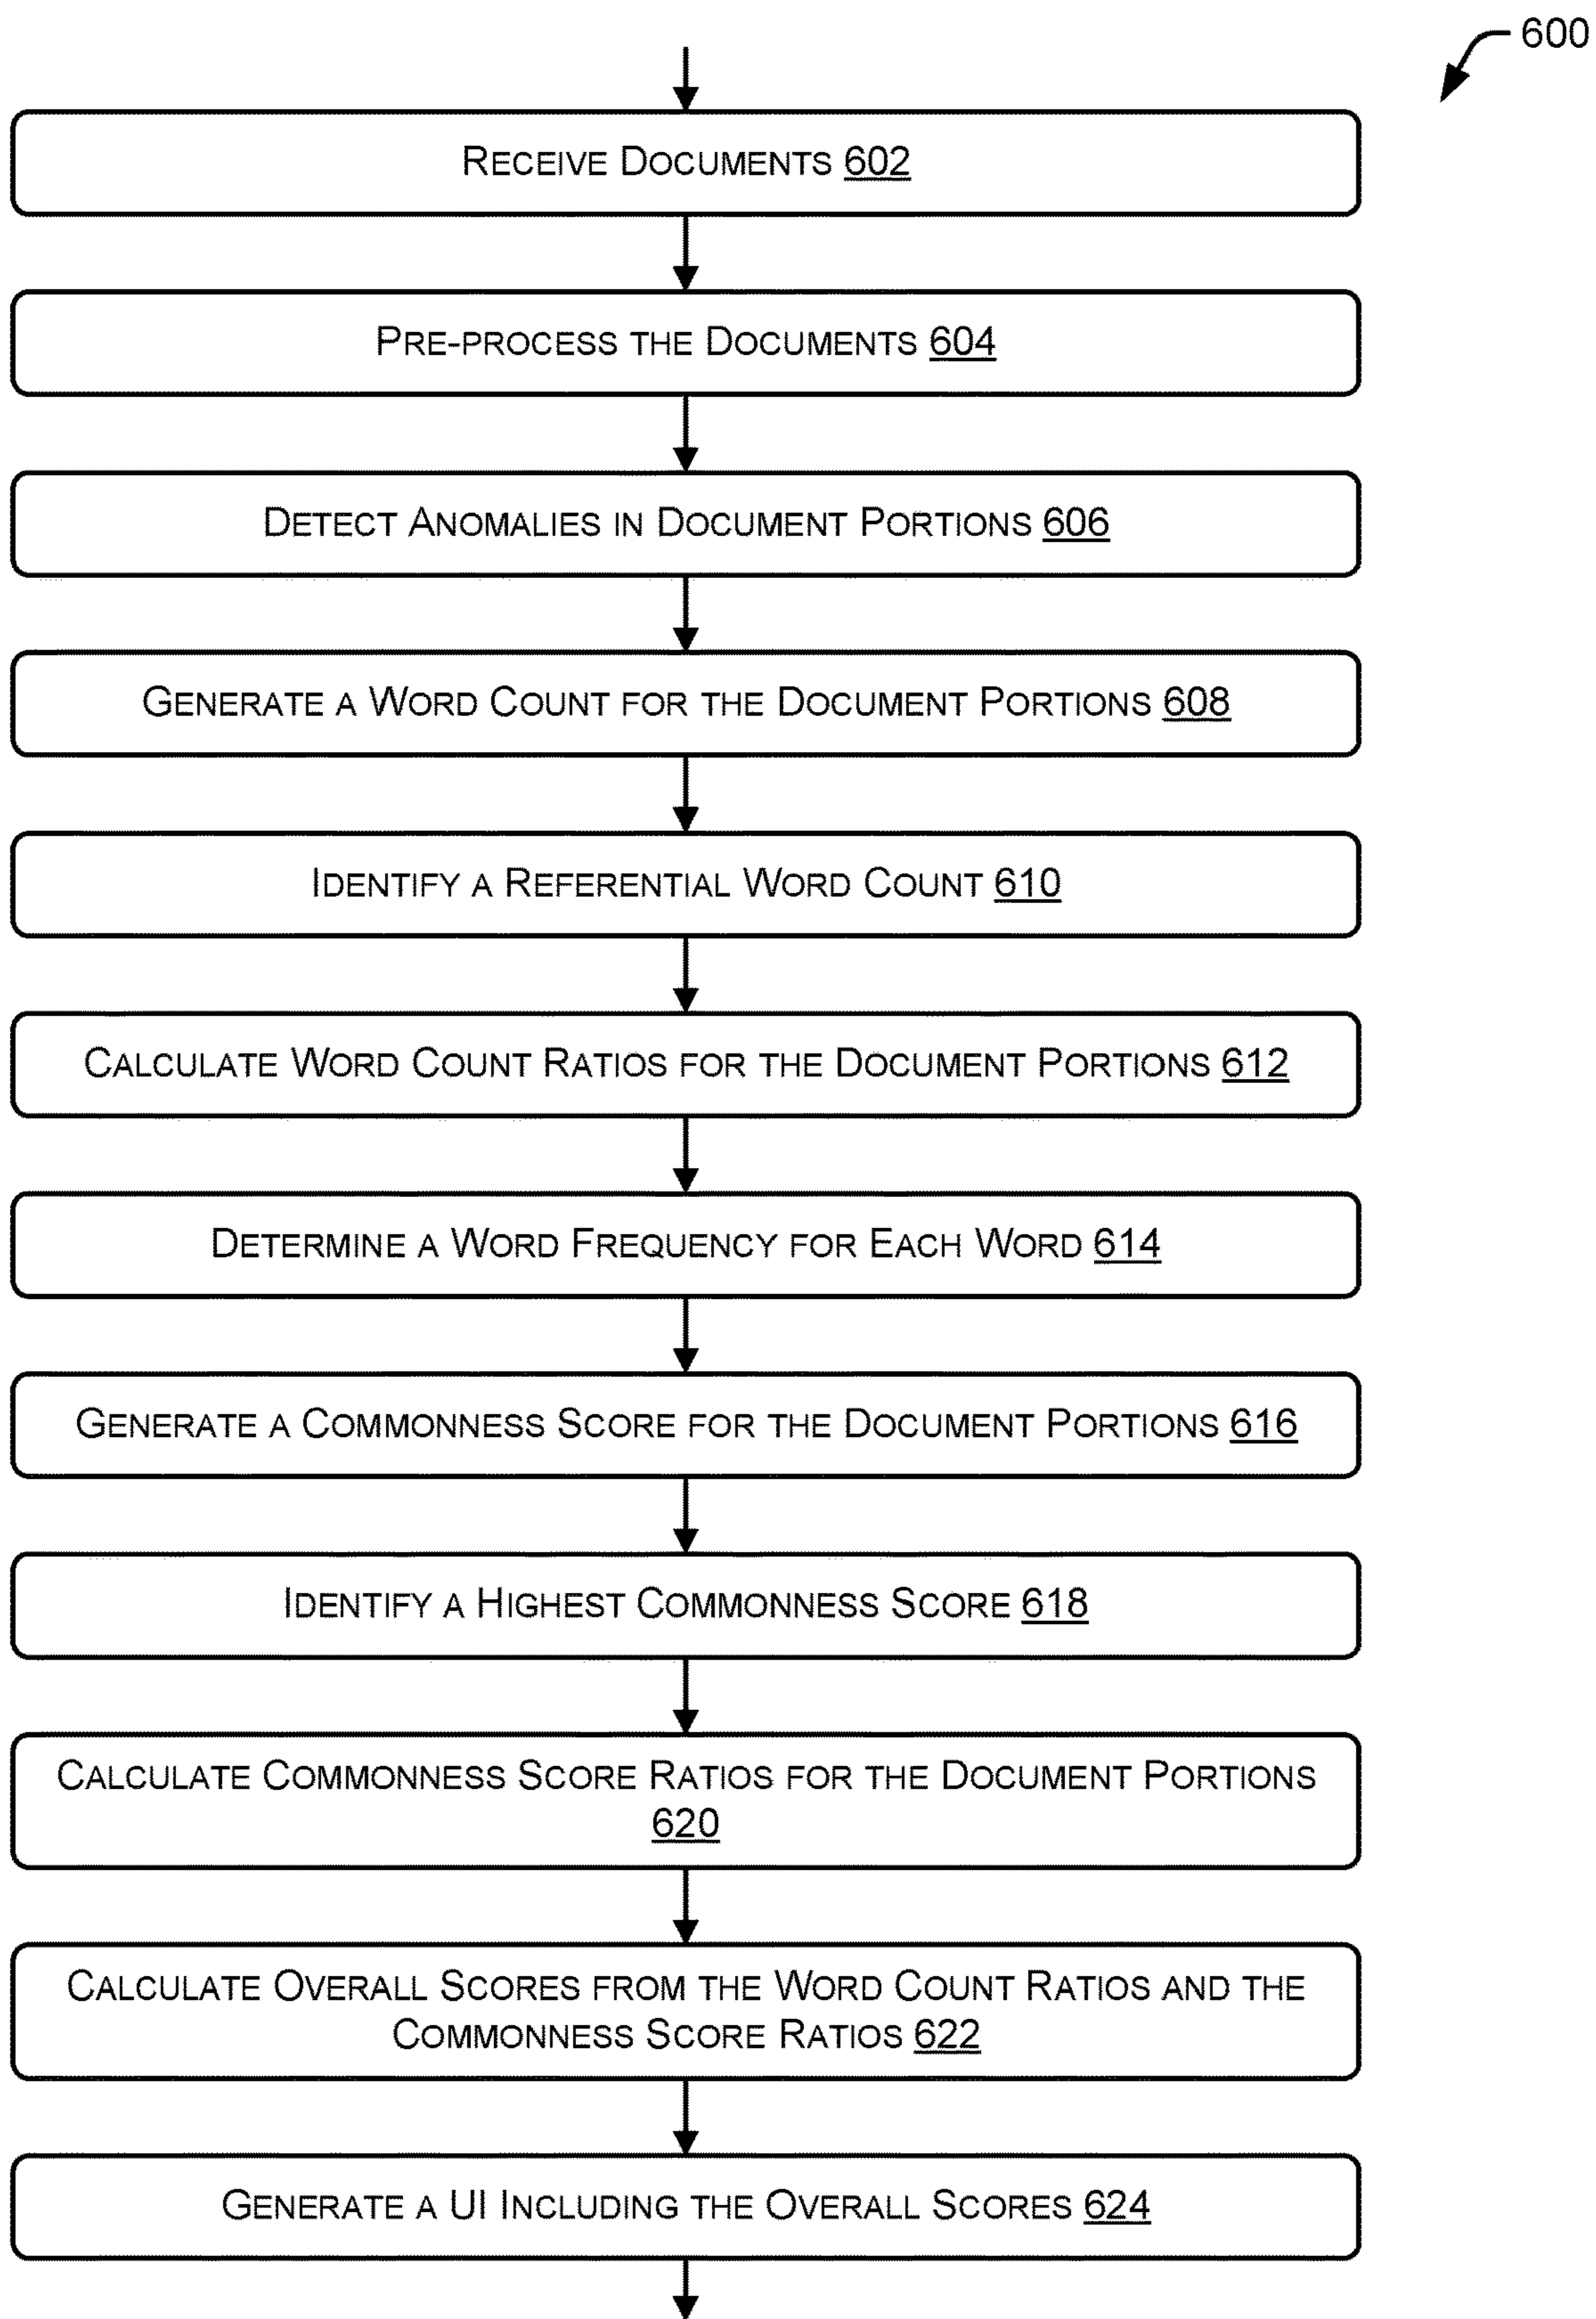 600
RECEIVE DOCUMENTS 602
PRE-PROCESS THE DOCUMENTS 604
DETECT ANOMALIES IN DOCUMENT PORTIONS 606
GENERATE A WORD COUNT FOR THE DOCUMENT PORTIONS 608
IDENTIFY A REFERENTIAL WORD COUNT 610
CALCULATE WORD COUNT RATIOS FOR THE DOCUMENT PORTIONS 612
DETERMINE A WORD FREQUENCY FOR EACH WORD 614
GENERATE A COMMONNESS SCORE FOR THE DOCUMENT PORTIONS 616
IDENTIFY A HIGHEST COMMONNESS SCORE 618
CALCULATE COMMONNESS SCORE RATIOS FOR THE DOCUMENT PORTIONS
620
CALCULATE OVERALL SCORES FROM THE WORD COUNT RATIOS AND THE
COMMONNESS SCORE RATIOS 622
GENERATE A UI INCLUDING THE OVERALL SCORES 624